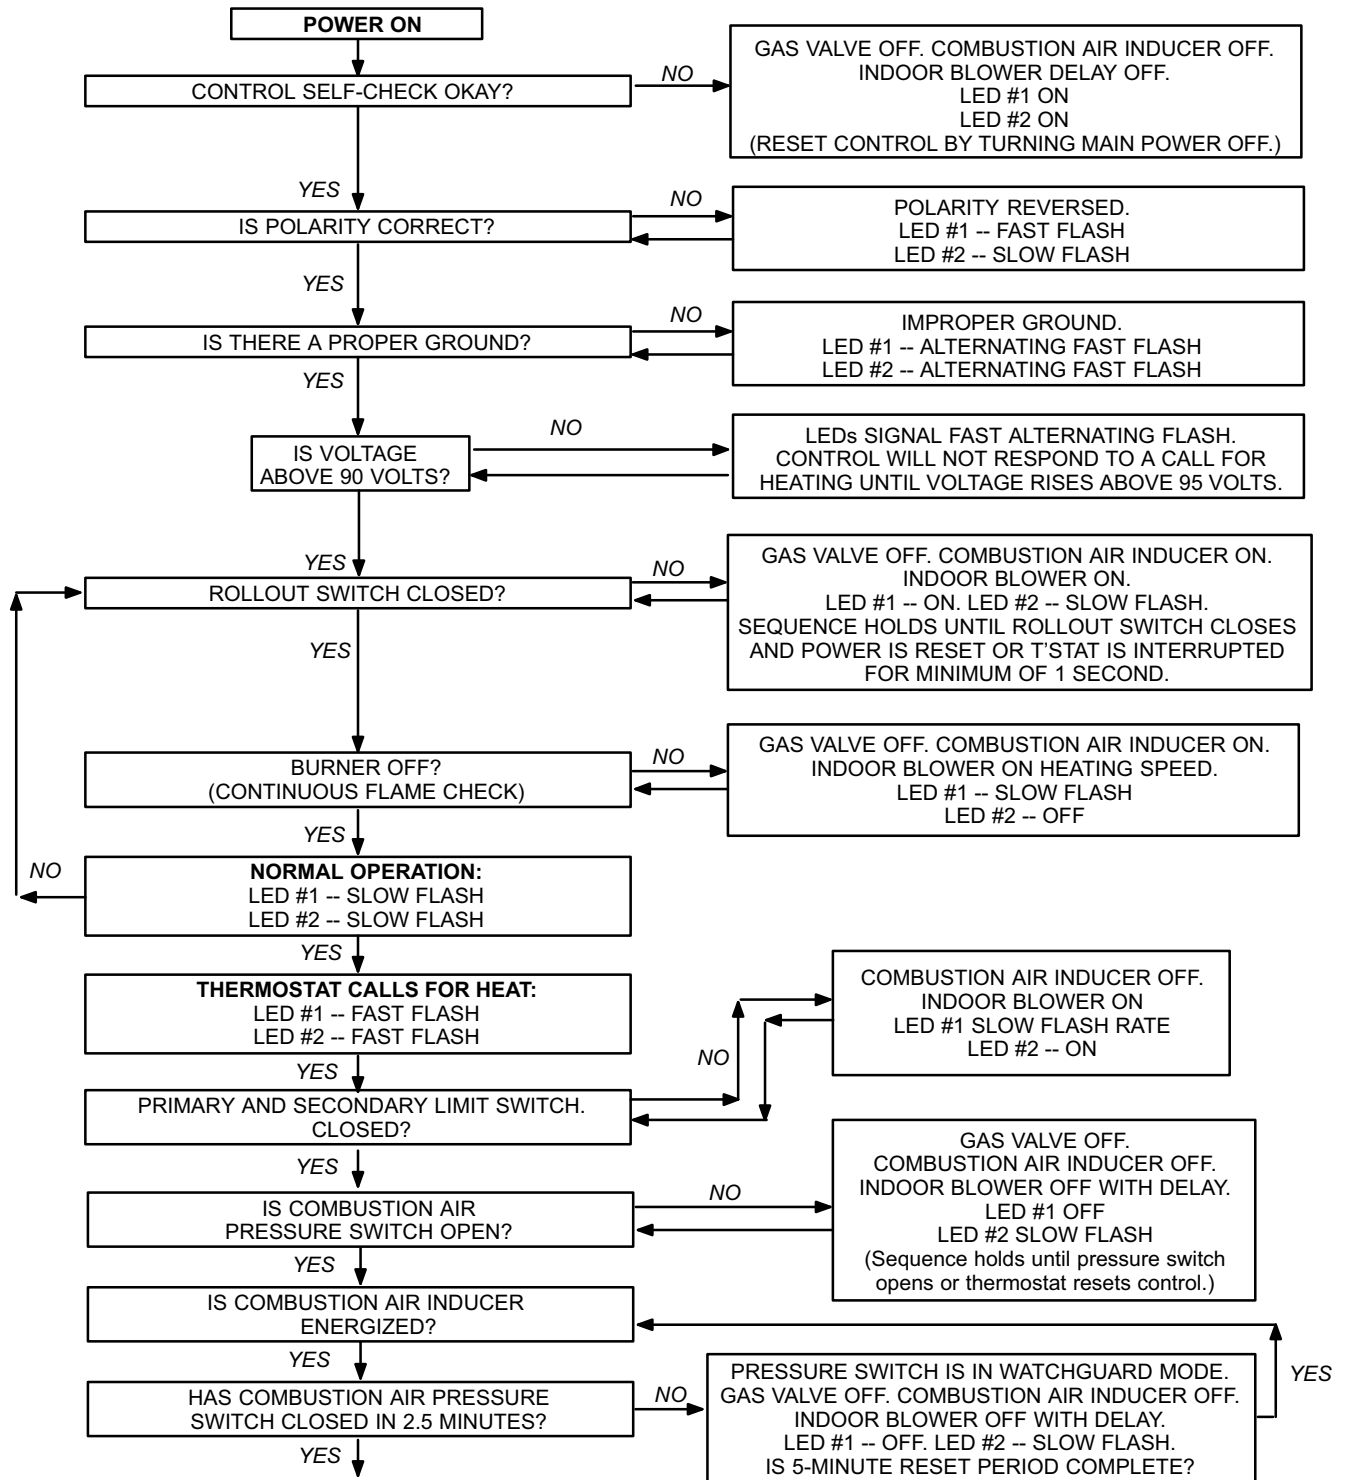 POWER ON
GAS VALVE OFF. COMBUSTION AIR INDUCER OFF.
INDOOR BLOWER DELAY OFF.
LED #1 ON
LED #2 ON
(RESET CONTROL BY TURNING MAIN POWER OFF.)
NO
CONTROL SELF-CHECK OKAY?
YES
NO
IS POLARITY CORRECT?
POLARITY REVERSED.
LED #1 -- FAST FLASH
LED #2 -- SLOW FLASH
YES
NO
IS THERE A PROPER GROUND?
IMPROPER GROUND.
LED #1 -- ALTERNATING FAST FLASH
LED #2 -- ALTERNATING FAST FLASH
YES
NO
IS VOLTAGE
ABOVE 90 VOLTS?
LEDs SIGNAL FAST ALTERNATING FLASH.
CONTROL WILL NOT RESPOND TO A CALL FOR
HEATING UNTIL VOLTAGE RISES ABOVE 95 VOLTS.
YES
NO
ROLLOUT SWITCH CLOSED?
GAS VALVE OFF. COMBUSTION AIR INDUCER ON.
INDOOR BLOWER ON.
LED #1 -- ON. LED #2 -- SLOW FLASH.
SEQUENCE HOLDS UNTIL ROLLOUT SWITCH CLOSES
AND POWER IS RESET OR T'STAT IS INTERRUPTED
FOR MINIMUM OF 1 SECOND.
YES
NO
BURNER OFF?
(CONTINUOUS FLAME CHECK)
GAS VALVE OFF. COMBUSTION AIR INDUCER ON.
INDOOR BLOWER ON HEATING SPEED.
LED #1 -- SLOW FLASH
LED #2 -- OFF
YES
NO
NORMAL OPERATION:
LED #1 -- SLOW FLASH
LED #2 -- SLOW FLASH
YES
THERMOSTAT CALLS FOR HEAT:
LED #1 -- FAST FLASH
LED #2 -- FAST FLASH
COMBUSTION AIR INDUCER OFF.
INDOOR BLOWER ON
LED #1 SLOW FLASH RATE
LED #2 -- ON
NO
YES
PRIMARY AND SECONDARY LIMIT SWITCH.
CLOSED?
YES
NO
IS COMBUSTION AIR
PRESSURE SWITCH OPEN?
GAS VALVE OFF.
COMBUSTION AIR INDUCER OFF.
INDOOR BLOWER OFF WITH DELAY.
LED #1 OFF
LED #2 SLOW FLASH
(Sequence holds until pressure switch
opens or thermostat resets control.)
YES
IS COMBUSTION AIR INDUCER
ENERGIZED?
YES
HAS COMBUSTION AIR PRESSURE
SWITCH CLOSED IN 2.5 MINUTES?
NO
PRESSURE SWITCH IS IN WATCHGUARD MODE.
GAS VALVE OFF. COMBUSTION AIR INDUCER OFF.
INDOOR BLOWER OFF WITH DELAY.
LED #1 -- OFF. LED #2 -- SLOW FLASH.
IS 5-MINUTE RESET PERIOD COMPLETE?
YES
YES